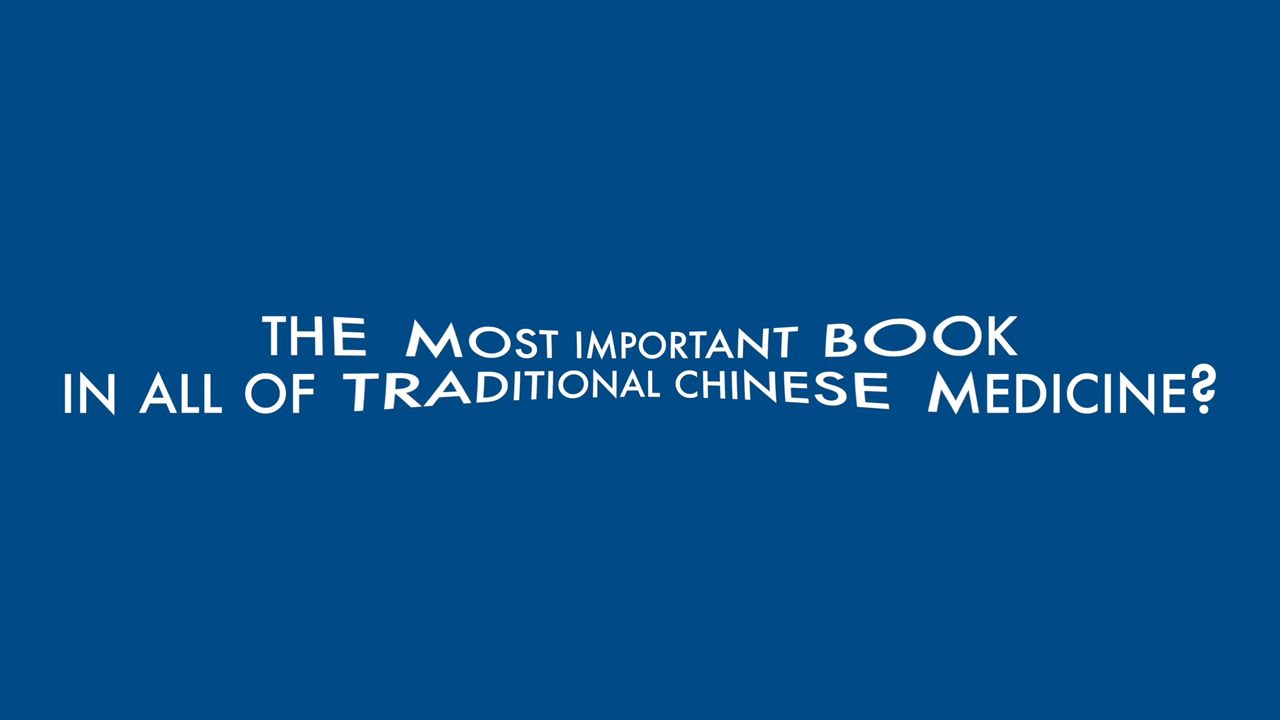 THE MOST IMPORTANT BOOK
IN ALL OF TRADITIONAL CHINESE MEDICINE?